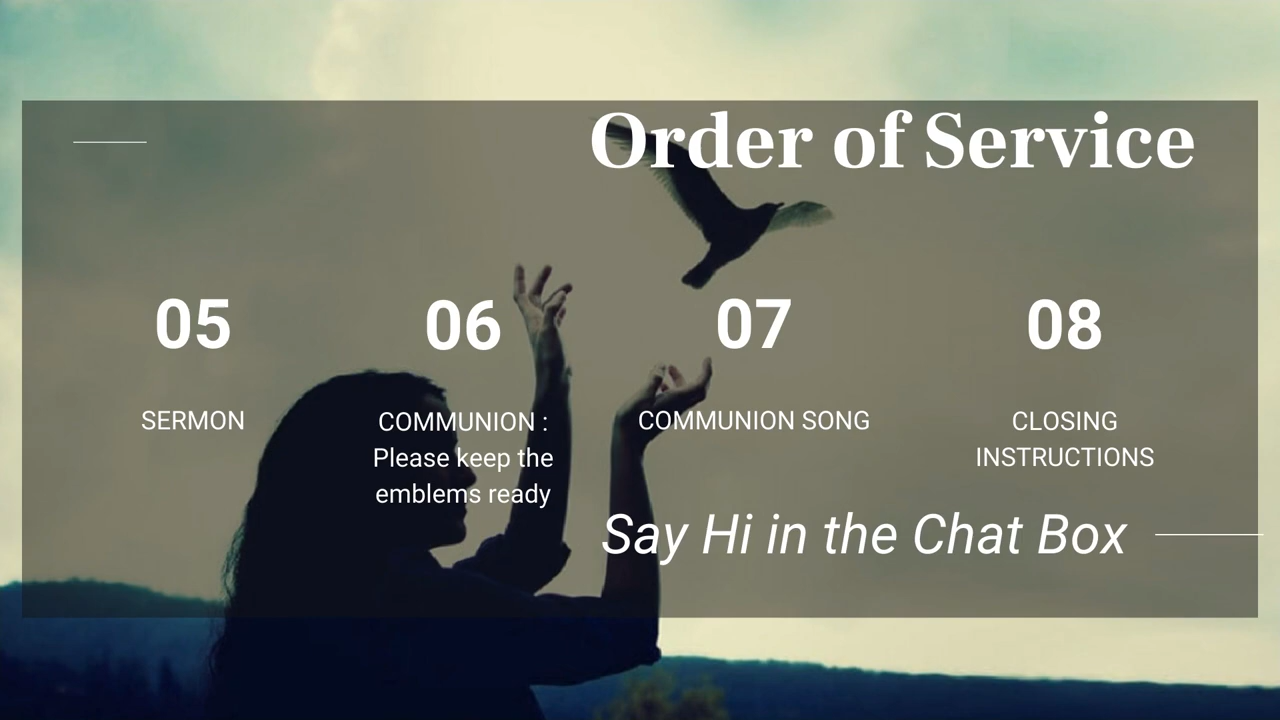 Order of Service
05
SERMON
06
COMMUNION :
Please keep the
emblems ready
07
COMMUNION SONG
08
CLOSING
INSTRUCTIONS
Say Hi in the Chat Box